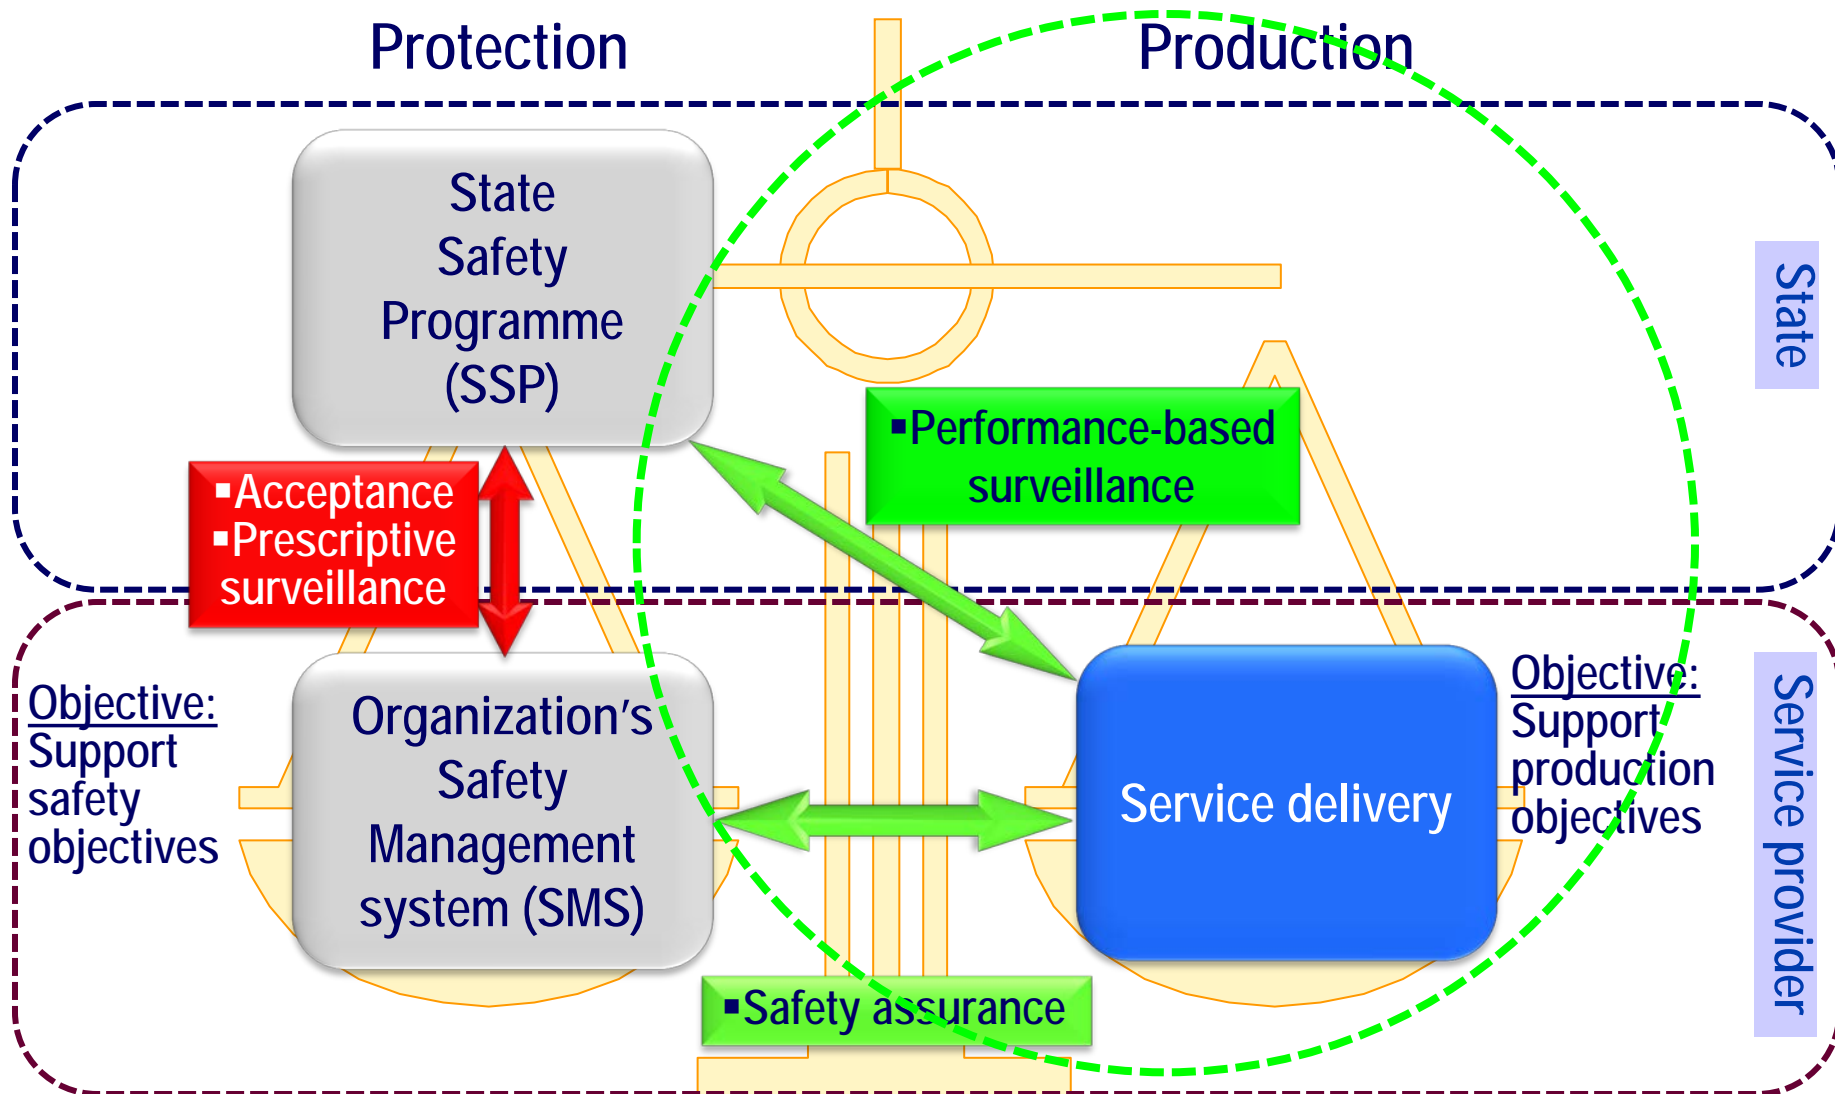 Protection
Production
State
Safety
Programme
(SSP)
State
▪Performance-based
surveillance
▪Acceptance
▪Prescriptive
surveillance
Objective:
Support
safety
objectives
Organization's
Safety
Management
system (SMS)
Service delivery
Objective:
Support
production
objectives
Service provider
▪Safety assurance